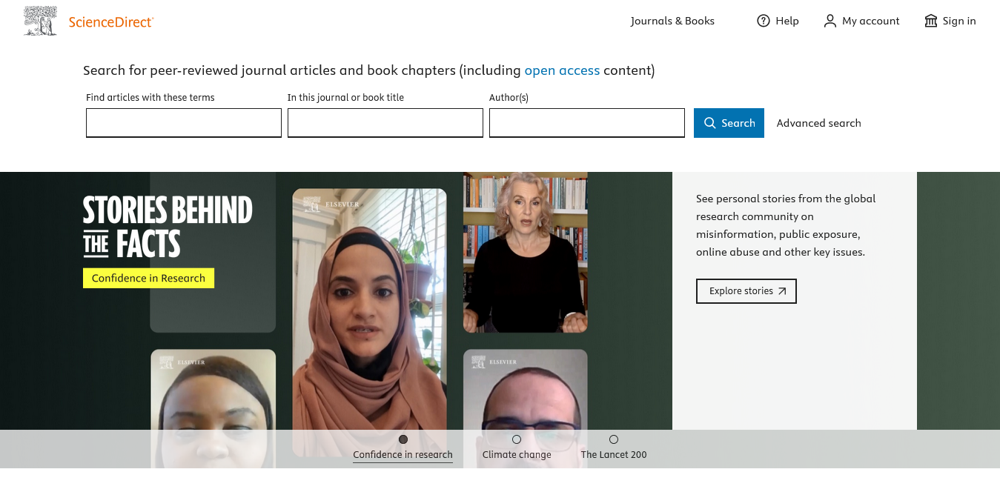 ScienceDirect
Journals & Books
Help
My account
Sign in
Search for peer-reviewed journal articles and book chapters (including open access content)
Find articles with these terms
In this journal or book title
Author(s)
Search
Advanced search
STORIES BEHIND
THE FACTS
Confidence in Research
ELSEVIER
See personal stories from the global
research community on
misinformation, public exposure,
online abuse and other key issues.
Explore stories
ELSEVIER
ELSEVIER
Confidence in research
Climate change
The Lancet 200